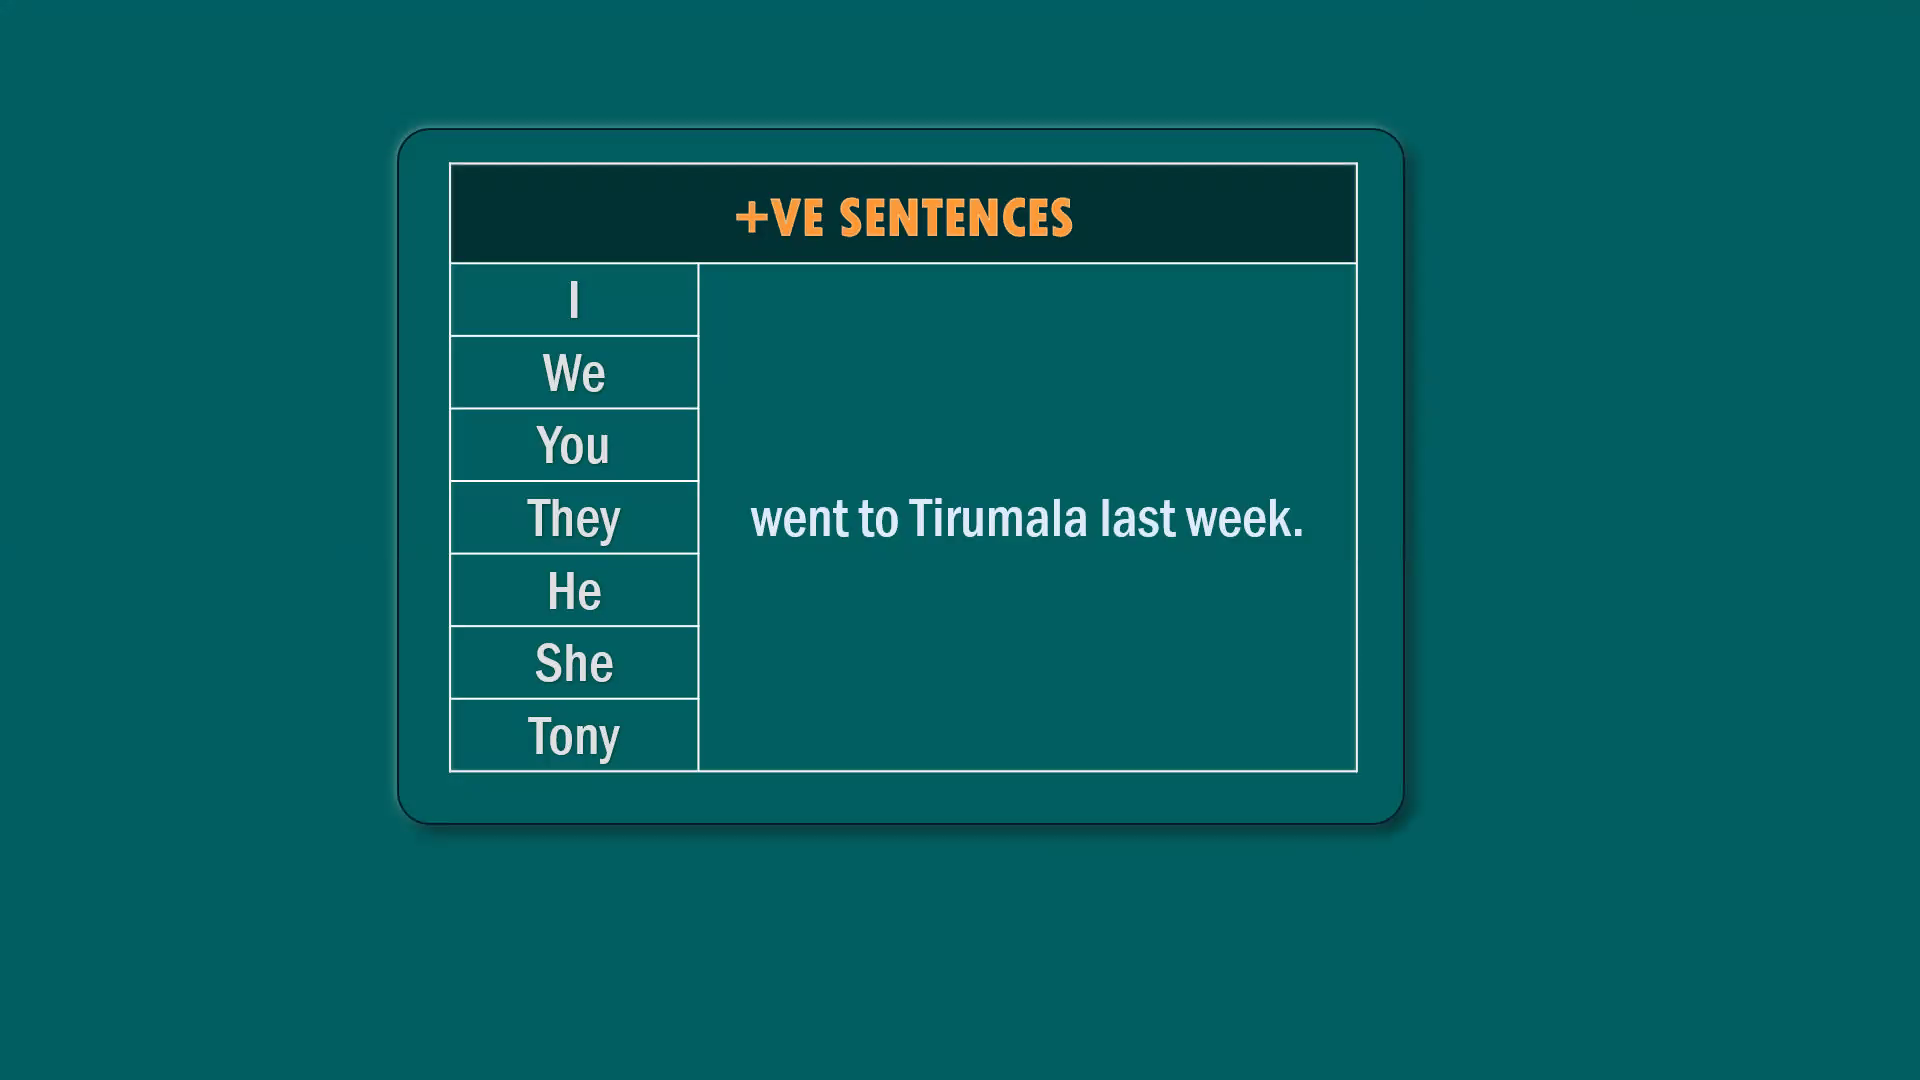 +VE SENTENCES
I
We
You
They
went to Tirumala last week.
He
She
Tony